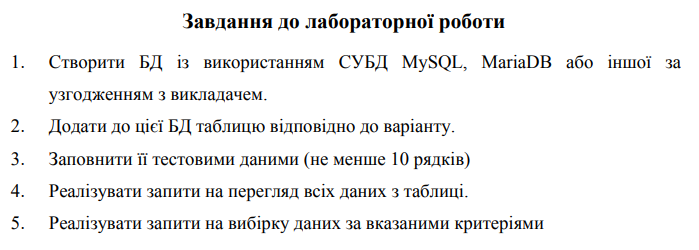 Завдання до лабораторної роботи
1. Створити БД із використанням СУБД MySQL, MariaDB або іншої за
узгодженням з викладачем.
2. Додати до цієї БД таблицю відповідно до варіанту.
3. Заповнити її тестовими даними (не менше 10 рядків)
4. Реалізувати запити на перегляд всіх даних з таблиці.
5. Реалізувати запити на вибірку даних за вказаними критеріями